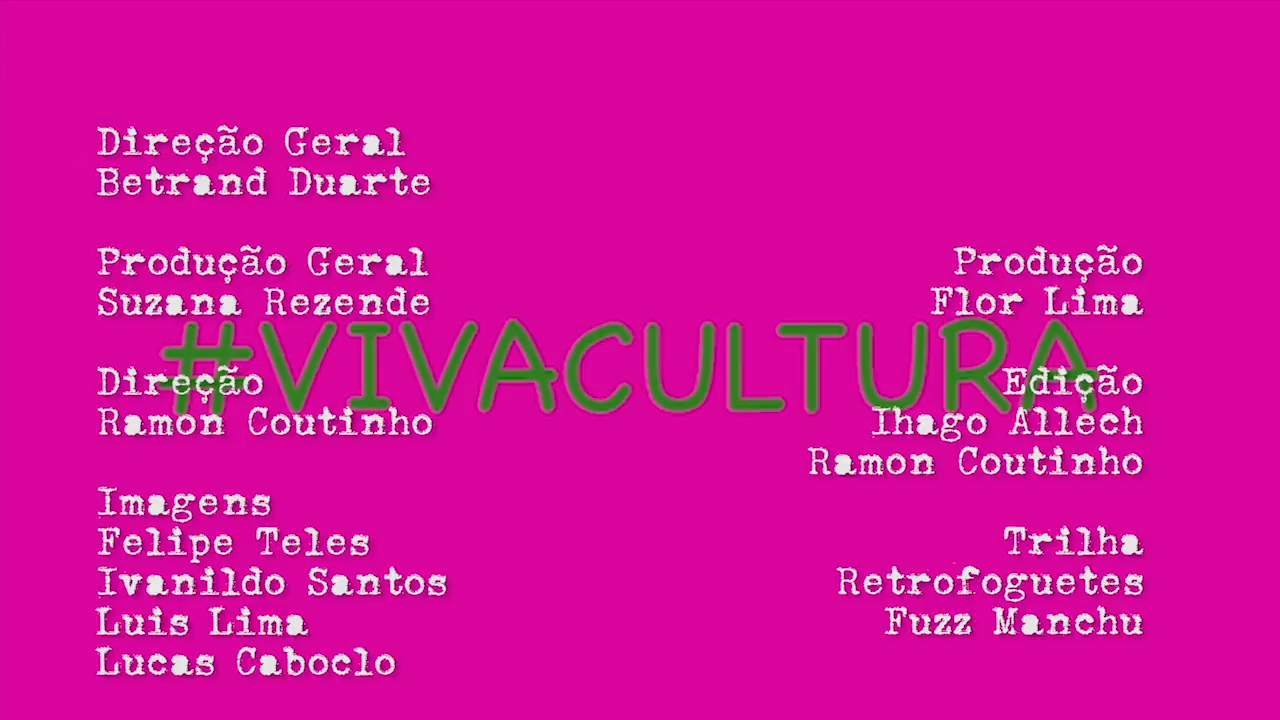 Direção Geral
Betrand Duarte
Produção Geral
Suzana Rezende
Direção
Ramon Coutinho
Imagens
Felipe Teles
Ivanildo Santos
Luis Lima
Lucas Caboclo
#VIVACULTURA
Produção
Flor Lima
Edição
Ihago Allech
Ramon Coutinho
Trilha
Retrofoguetes
Fuzz Manchu